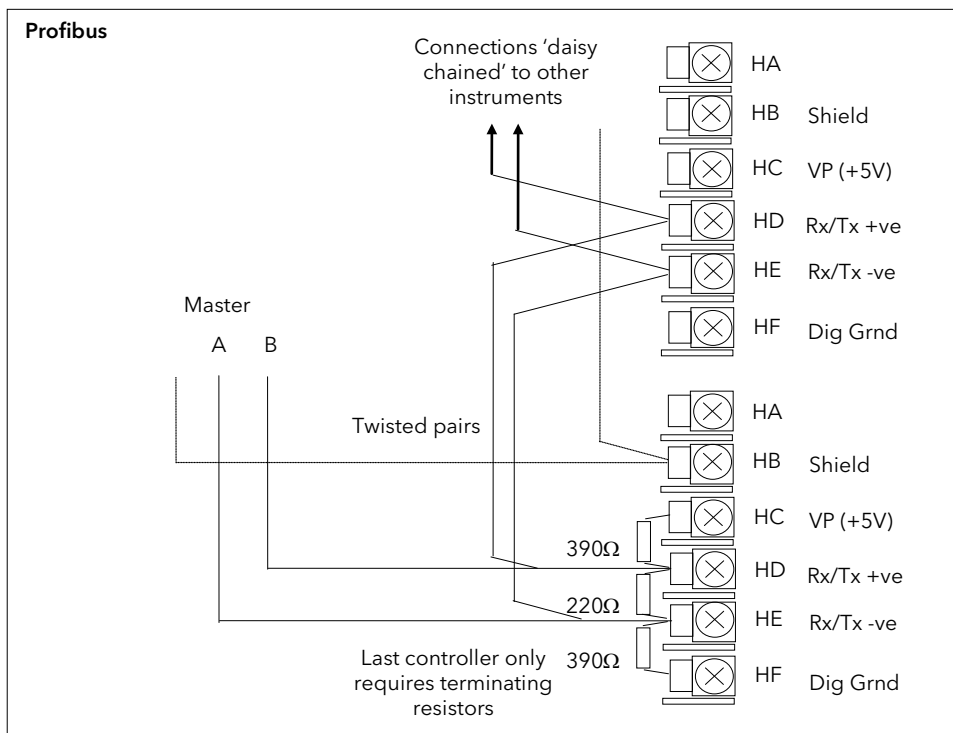 Profibus
Connections ‘daisy
chained’ to other
instruments
HA
HB Shield
HC VP (+5V)
HD Rx/Tx +ve
HE Rx/Tx -ve
HF Dig Grnd
Master
A B
Twisted pairs
HA
HB Shield
HC VP (+5V)
390Ω
HD Rx/Tx +ve
220Ω
HE Rx/Tx -ve
390Ω
HF Dig Grnd
Last controller only
requires terminating
resistors